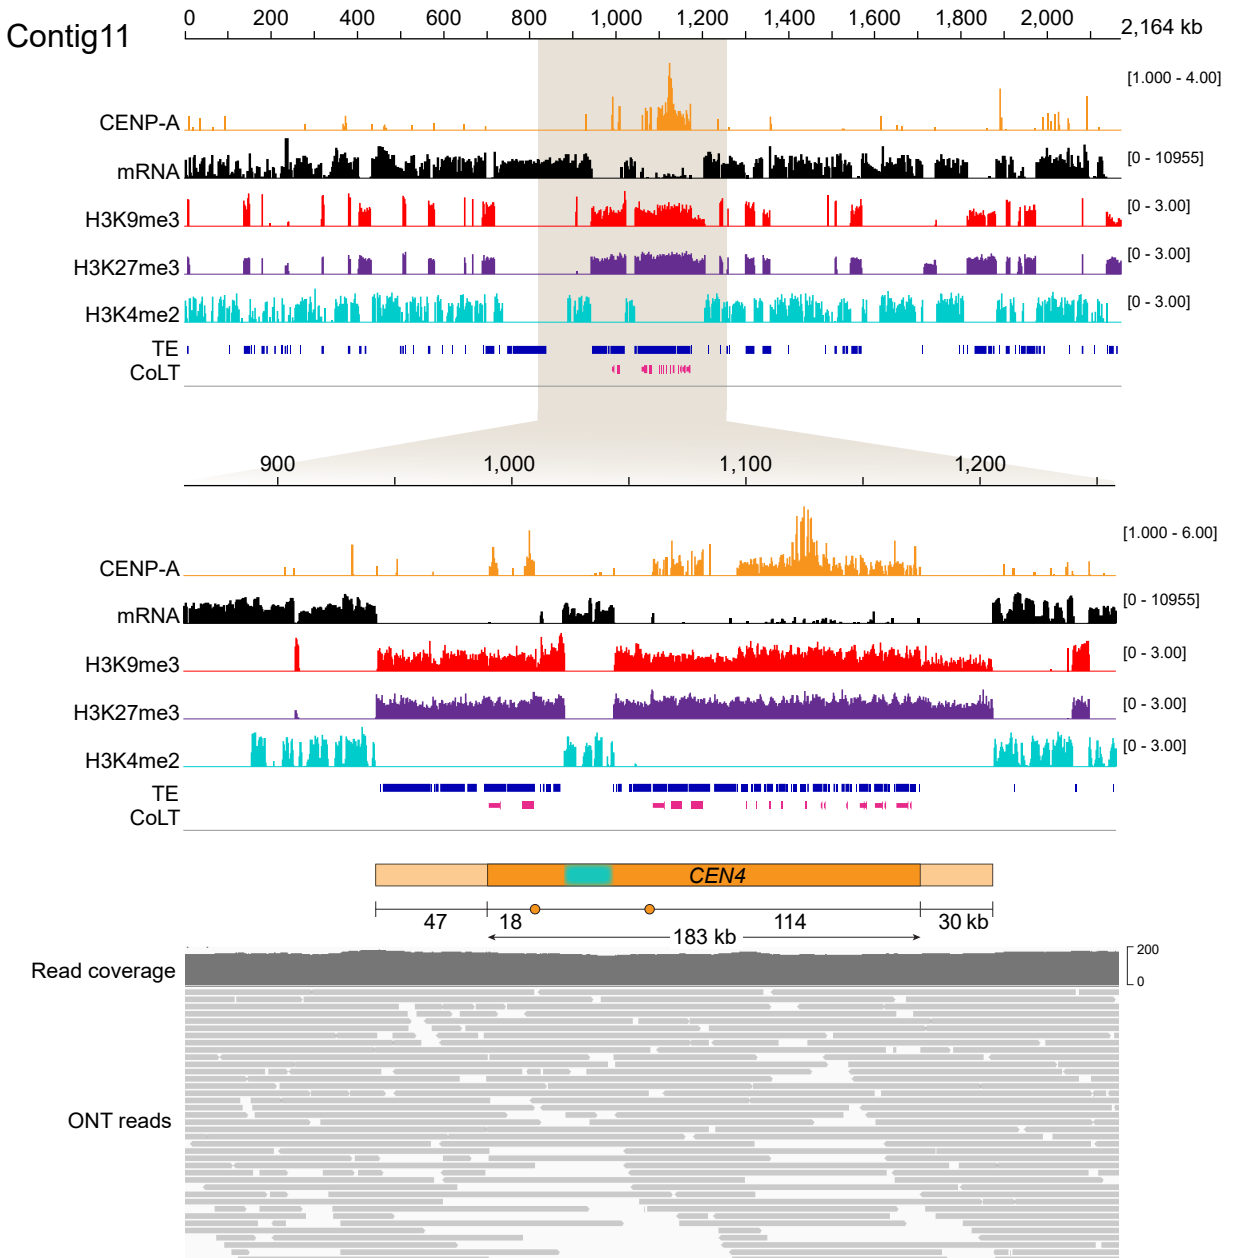 Contig11
0 200 400 600 800 1,000 1,200 1,400 1,600 1,800 2,000 2,164 kb
CENP-A [1.000 - 4.00]
mRNA [0 - 10955]
H3K9me3 [0 - 3.00]
H3K27me3 [0 - 3.00]
H3K4me2 [0 - 3.00]
TE
CoLT
900 1,000 1,100 1,200
CENP-A [1.000 - 6.00]
mRNA [0 - 10955]
H3K9me3 [0 - 3.00]
H3K27me3 [0 - 3.00]
H3K4me2 [0 - 3.00]
TE
CoLT
CEN4
47 18 114 30 kb
183 kb
Read coverage 200
0
ONT reads